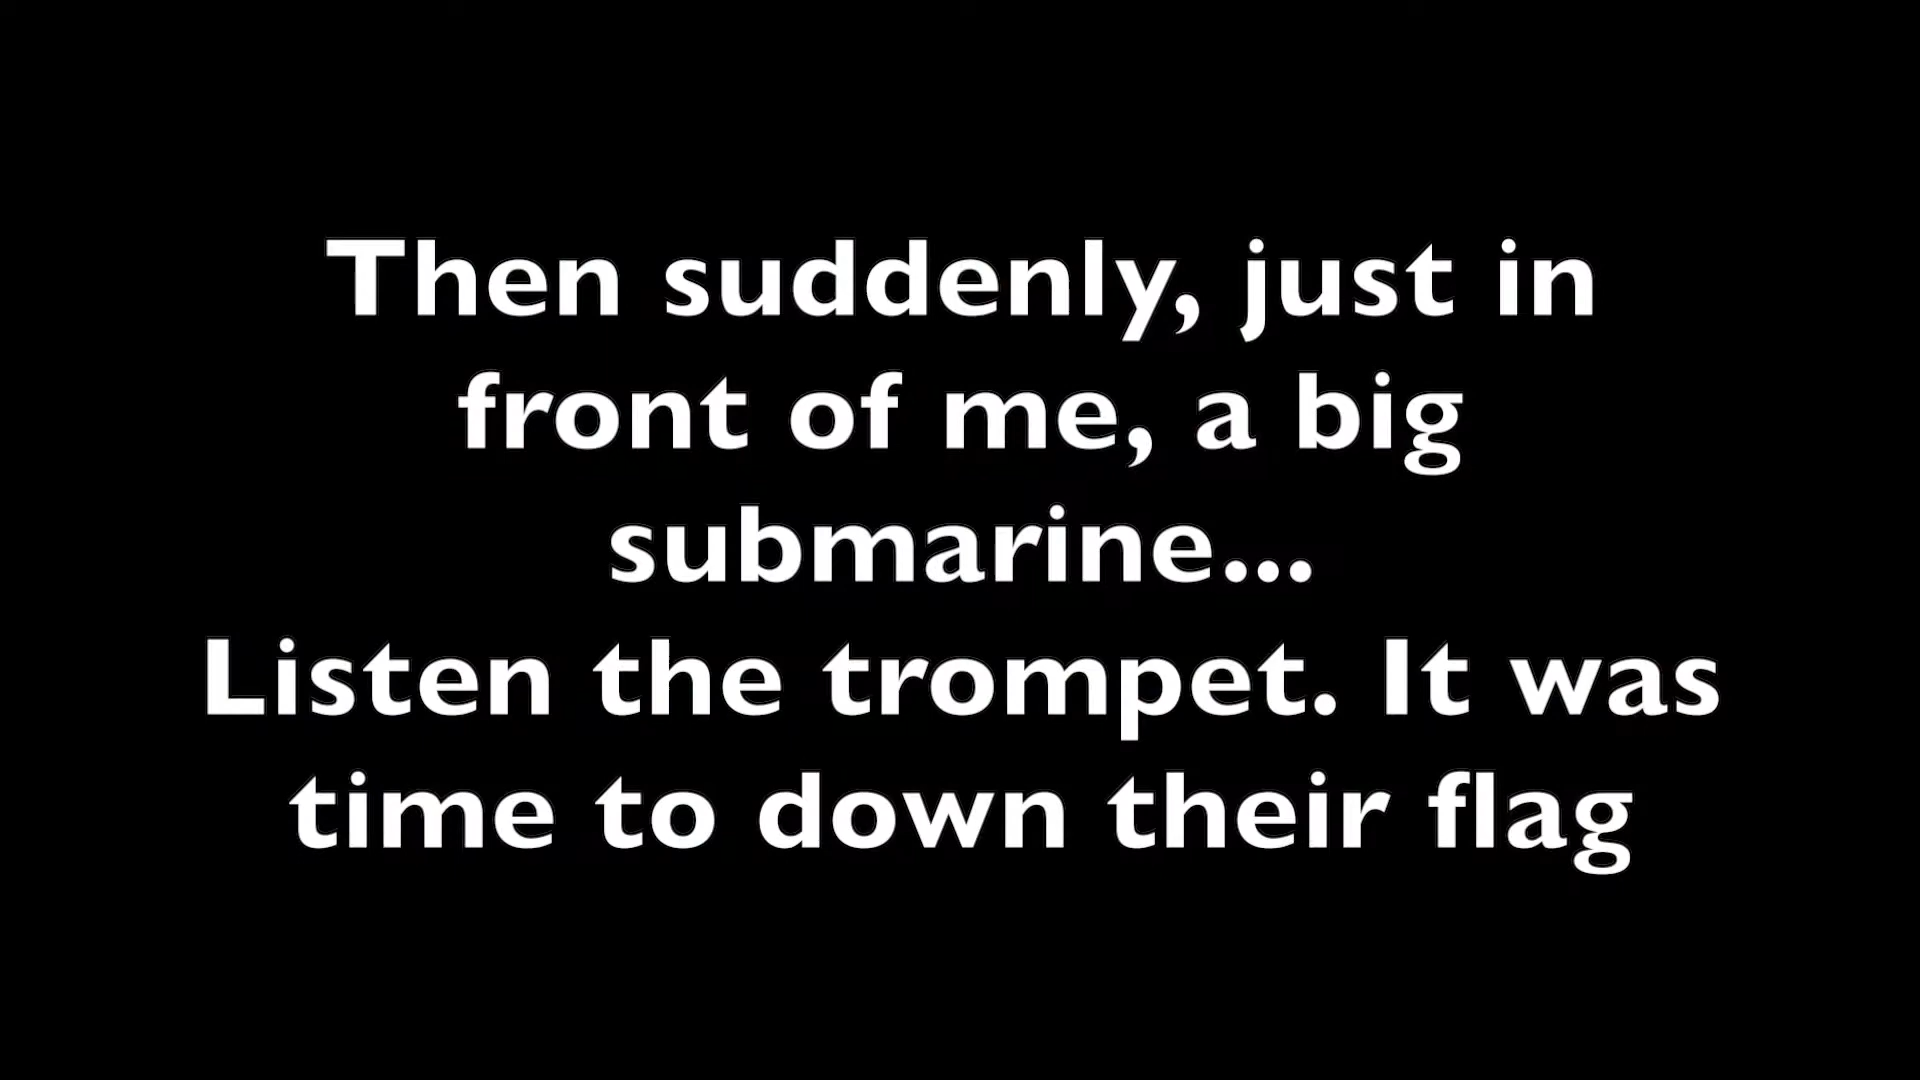 Then suddenly, just in
front of me, a big
submarine...
Listen the trompet. It was
time to down their flag